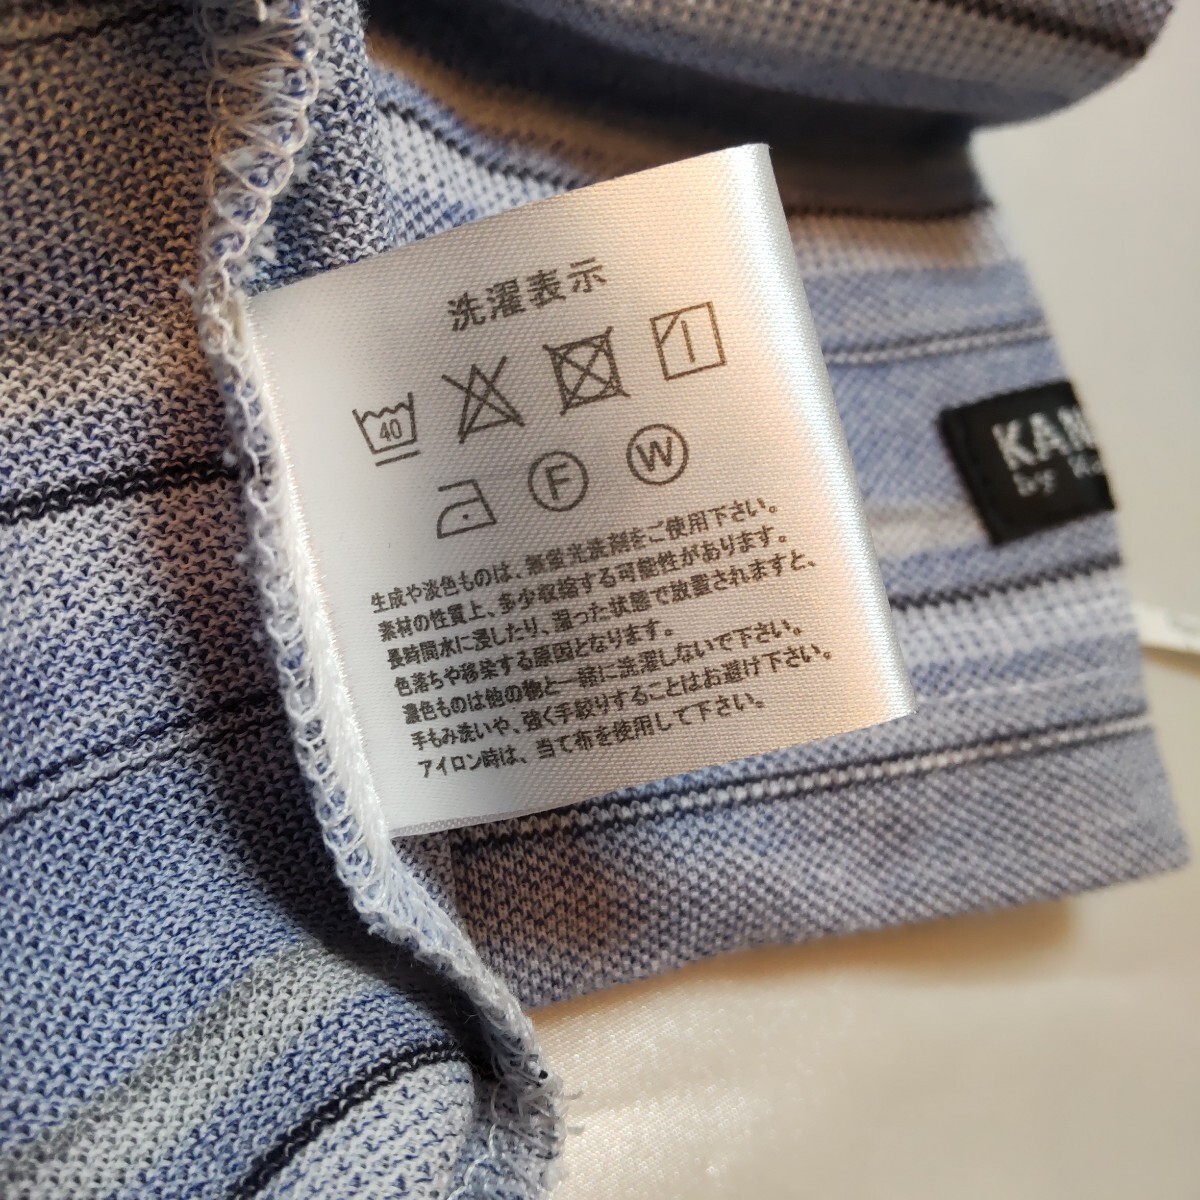 洗濯表示
40
F W
生成や淡色ものは、無蛍光洗剤をご使用下さい。
素材の性質上、多少収縮する可能性があります。
長時間水に浸したり、湿った状態で放置されますと、
色落ちや移染する原因となります。
濃色ものは他の物と一緒に洗濯しないで下さい。
手もみ洗いや、強く手絞りすることはお避け下さい。
アイロン時は、当て布を使用して下さい。
by